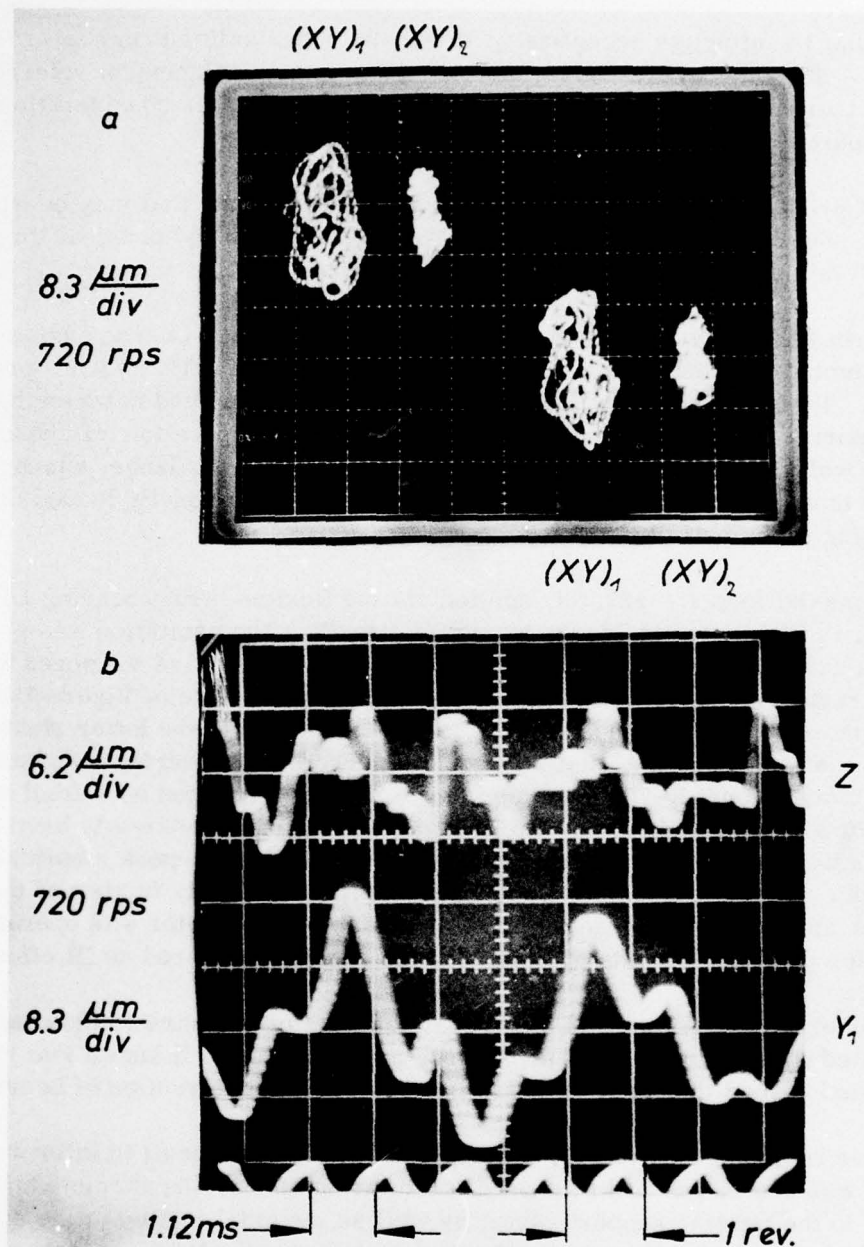 (XY)₁ (XY)₂
a
8.3 μm/div
720 rps
(XY)₁ (XY)₂
b
6.2 μm/div
Z
720 rps
8.3 μm/div
Y₁
1.12ms
1 rev.